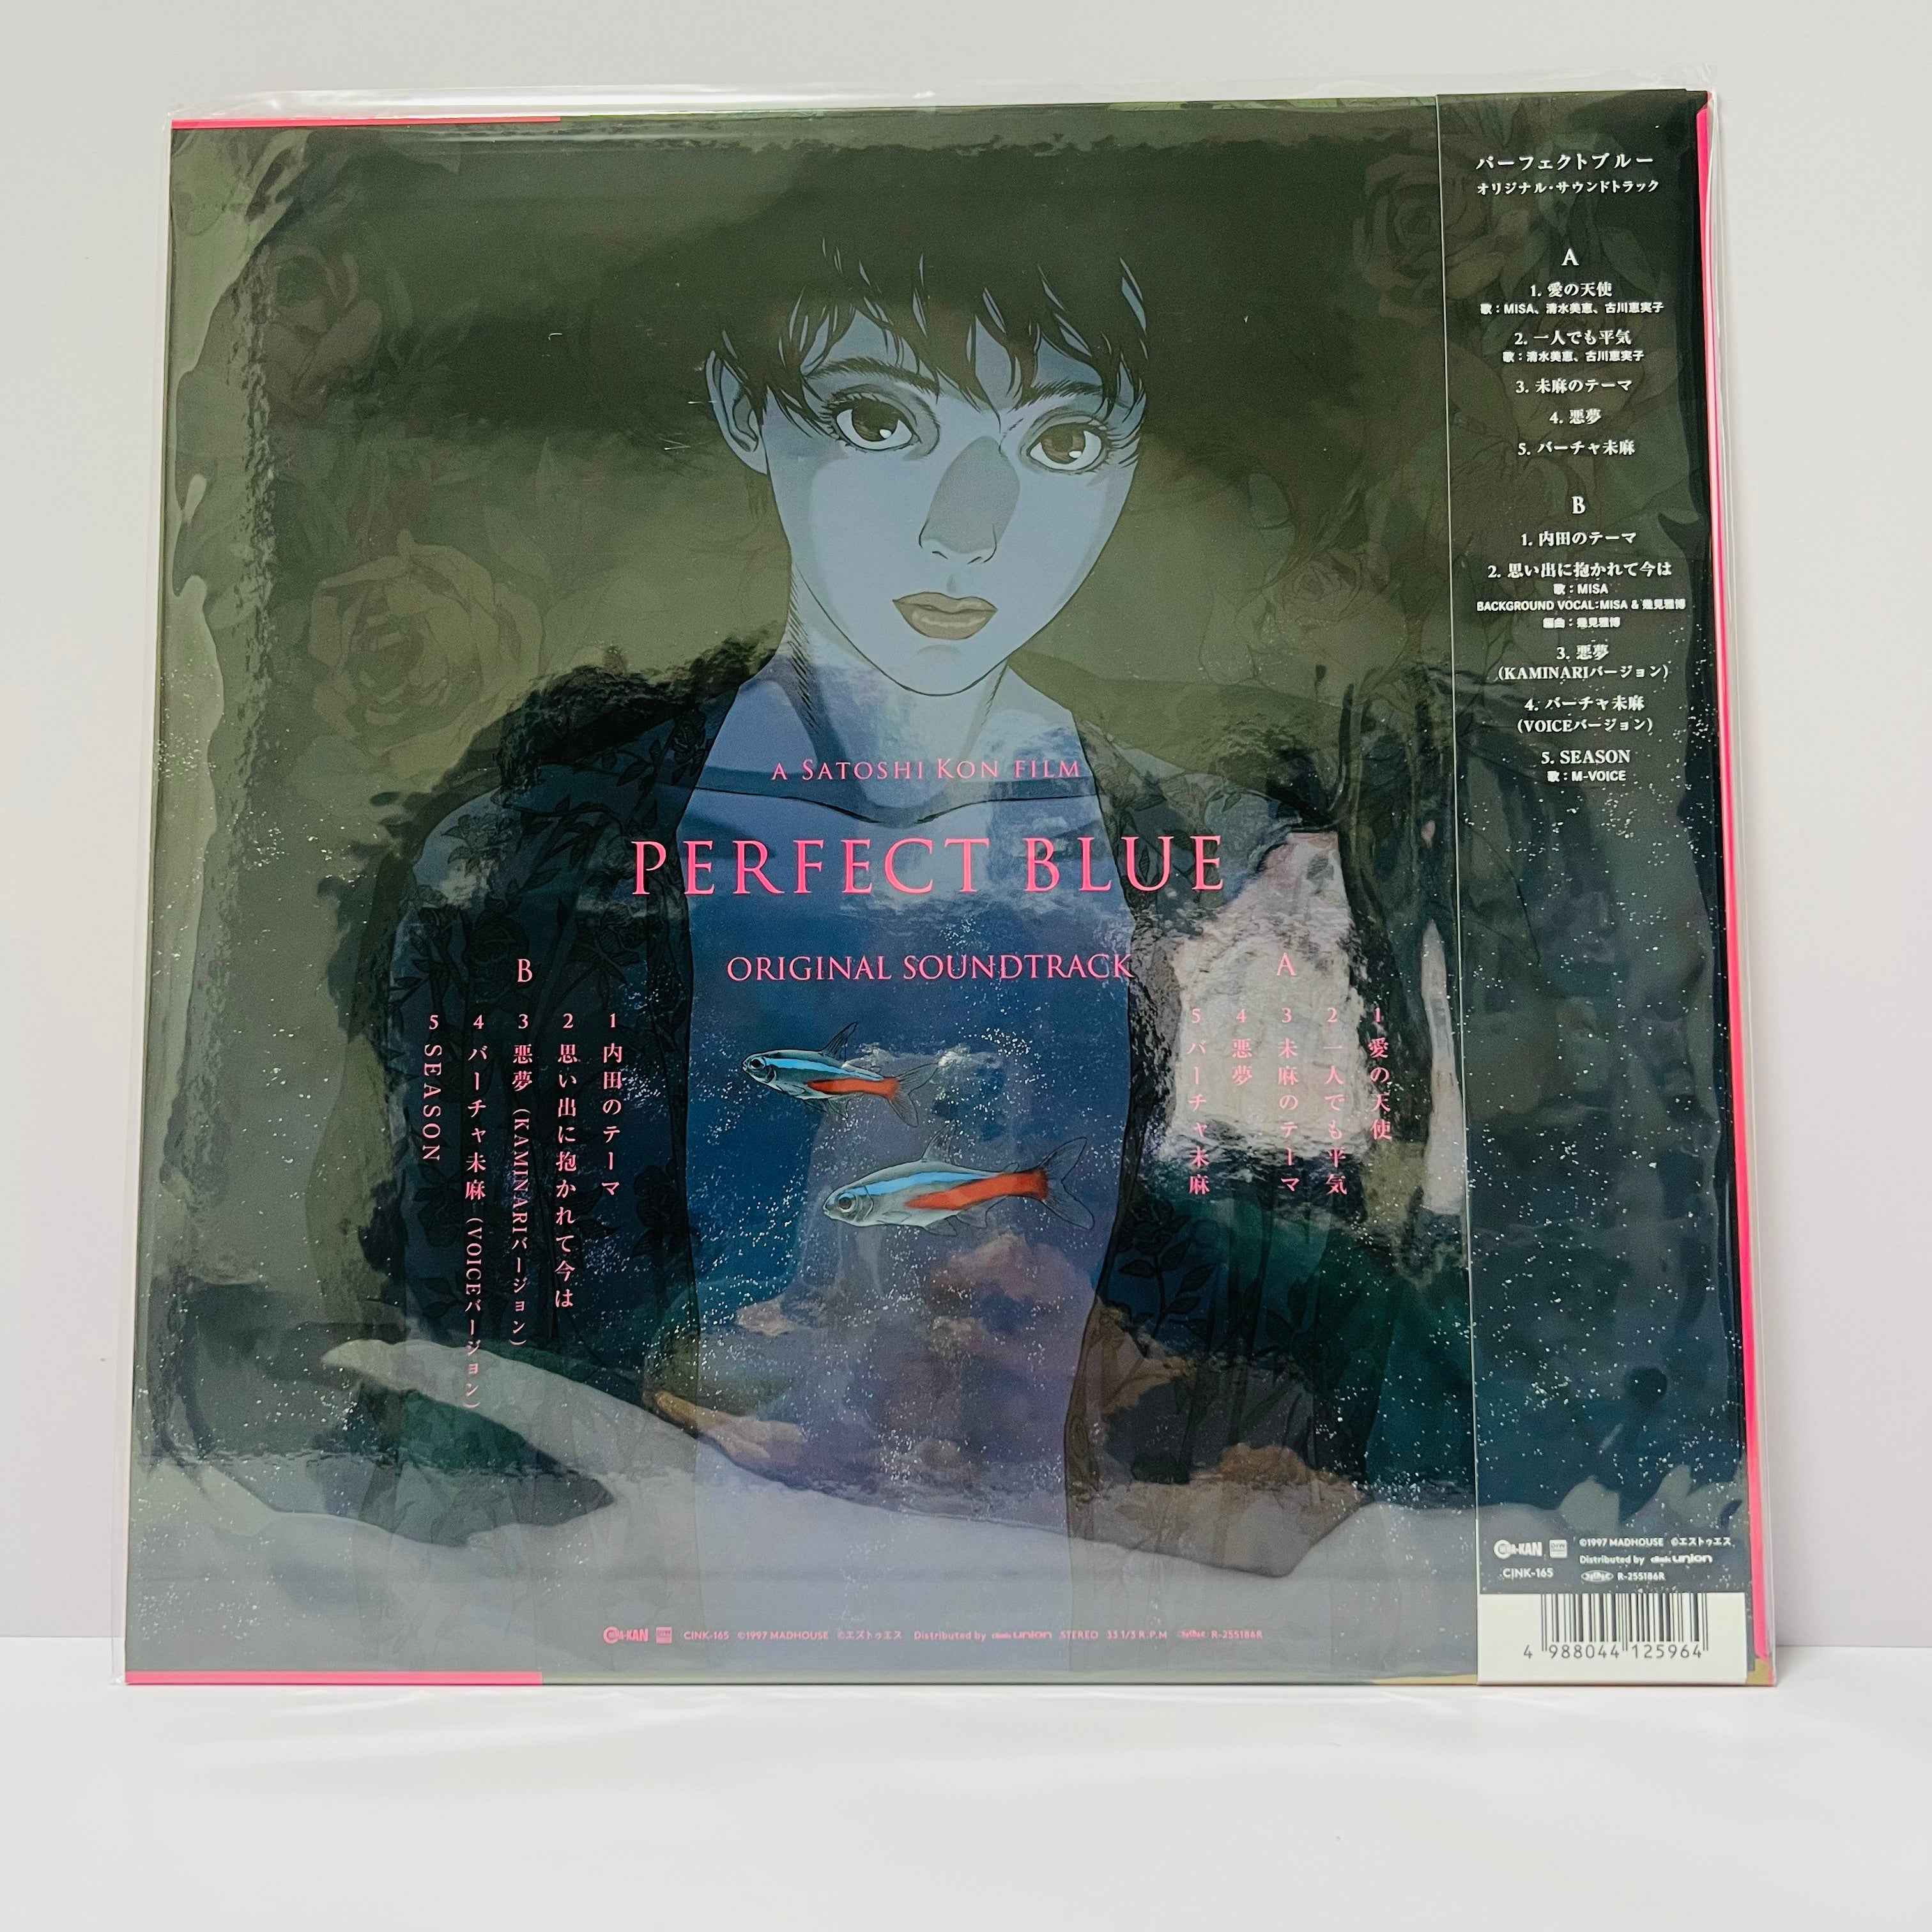 A SATOSHI KON FILM
PERFECT BLUE
ORIGINAL SOUNDTRACK
A
1 愛の天使
2 一人でも平気
3 未麻のテーマ
4 悪夢
5 バーチャ未麻
B
1 内田のテーマ
2 思い出に抱かれて今は
3 悪夢（KAMINARIバージョン）
4 バーチャ未麻（VOICEバージョン）
5 SEASON
CINK-165 ©1997 MADHOUSE ©エストゥエス Distributed by disk union STEREO 33 1/3 R.P.M R-255186R
パーフェクトブルー
オリジナル・サウンドトラック
A
1. 愛の天使
歌：MISA、清水美恵、古川恵実子
2. 一人でも平気
歌：清水美恵、古川恵実子
3. 未麻のテーマ
4. 悪夢
5. バーチャ未麻
B
1. 内田のテーマ
2. 思い出に抱かれて今は
歌：MISA
BACKGROUND VOCAL:MISA & 幾見雅博
編曲：幾見雅博
3. 悪夢
（KAMINARIバージョン）
4. バーチャ未麻
（VOICEバージョン）
5. SEASON
歌：M-VOICE
©1997 MADHOUSE ©エストゥエス
Distributed by disk union
CINK-165
R-255186R
4 988044 125964